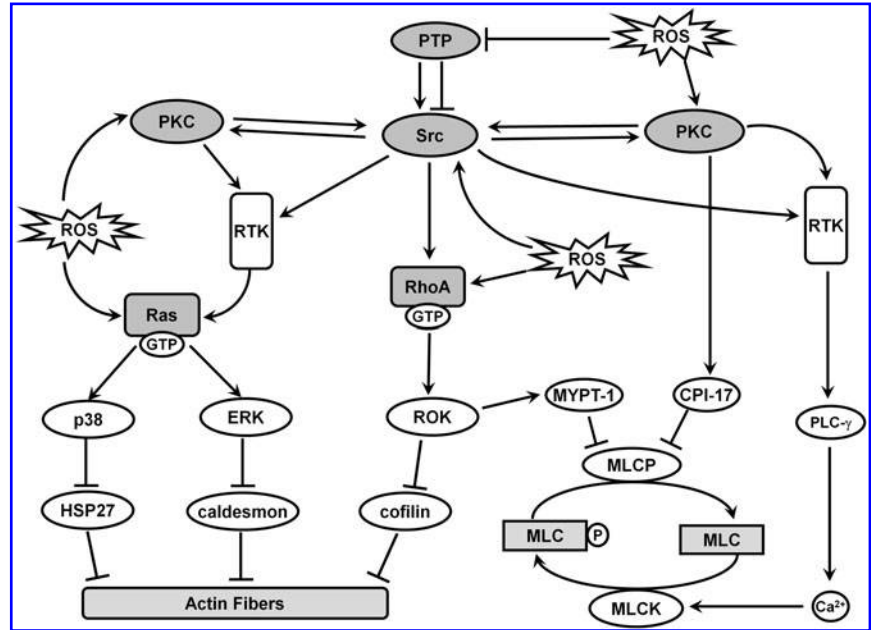 PTP
ROS
PKC
Src
PKC
ROS
RTK
ROS
RTK
RhoA
GTP
Ras
GTP
p38
ERK
ROK
MYPT-1
CPI-17
PLC-γ
MLCP
HSP27
caldesmon
cofilin
MLC
P
MLC
Actin Fibers
MLCK
Ca²⁺